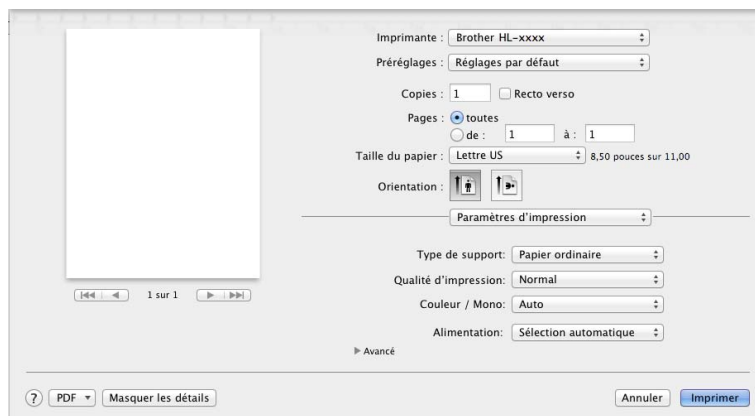 Imprimante : Brother HL-xxxx
Préréglages : Réglages par défaut
Copies : 1 Recto verso
Pages : toutes
de : 1 à : 1
Taille du papier : Lettre US 8,50 pouces sur 11,00
Orientation :
Paramètres d'impression
Type de support: Papier ordinaire
Qualité d'impression: Normal
Couleur / Mono: Auto
Alimentation: Sélection automatique
Avancé
1 sur 1
? PDF Masquer les détails Annuler Imprimer